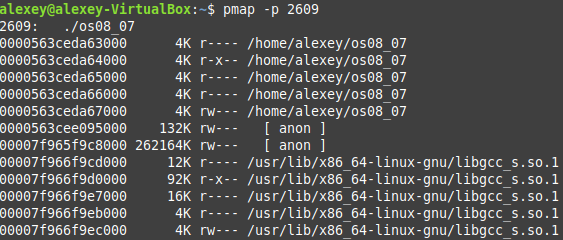 alexey@alexey-VirtualBox:~$ pmap -p 2609
2609:   ./os08_07
0000563ceda63000      4K r---- /home/alexey/os08_07
0000563ceda64000      4K r-x-- /home/alexey/os08_07
0000563ceda65000      4K r---- /home/alexey/os08_07
0000563ceda66000      4K r---- /home/alexey/os08_07
0000563ceda67000      4K rw--- /home/alexey/os08_07
0000563cee095000    132K rw---   [ anon ]
00007f965f9c8000 262164K rw---   [ anon ]
00007f966f9cd000     12K r---- /usr/lib/x86_64-linux-gnu/libgcc_s.so.1
00007f966f9d0000     92K r-x-- /usr/lib/x86_64-linux-gnu/libgcc_s.so.1
00007f966f9e7000     16K r---- /usr/lib/x86_64-linux-gnu/libgcc_s.so.1
00007f966f9eb000      4K r---- /usr/lib/x86_64-linux-gnu/libgcc_s.so.1
00007f966f9ec000      4K rw--- /usr/lib/x86_64-linux-gnu/libgcc_s.so.1